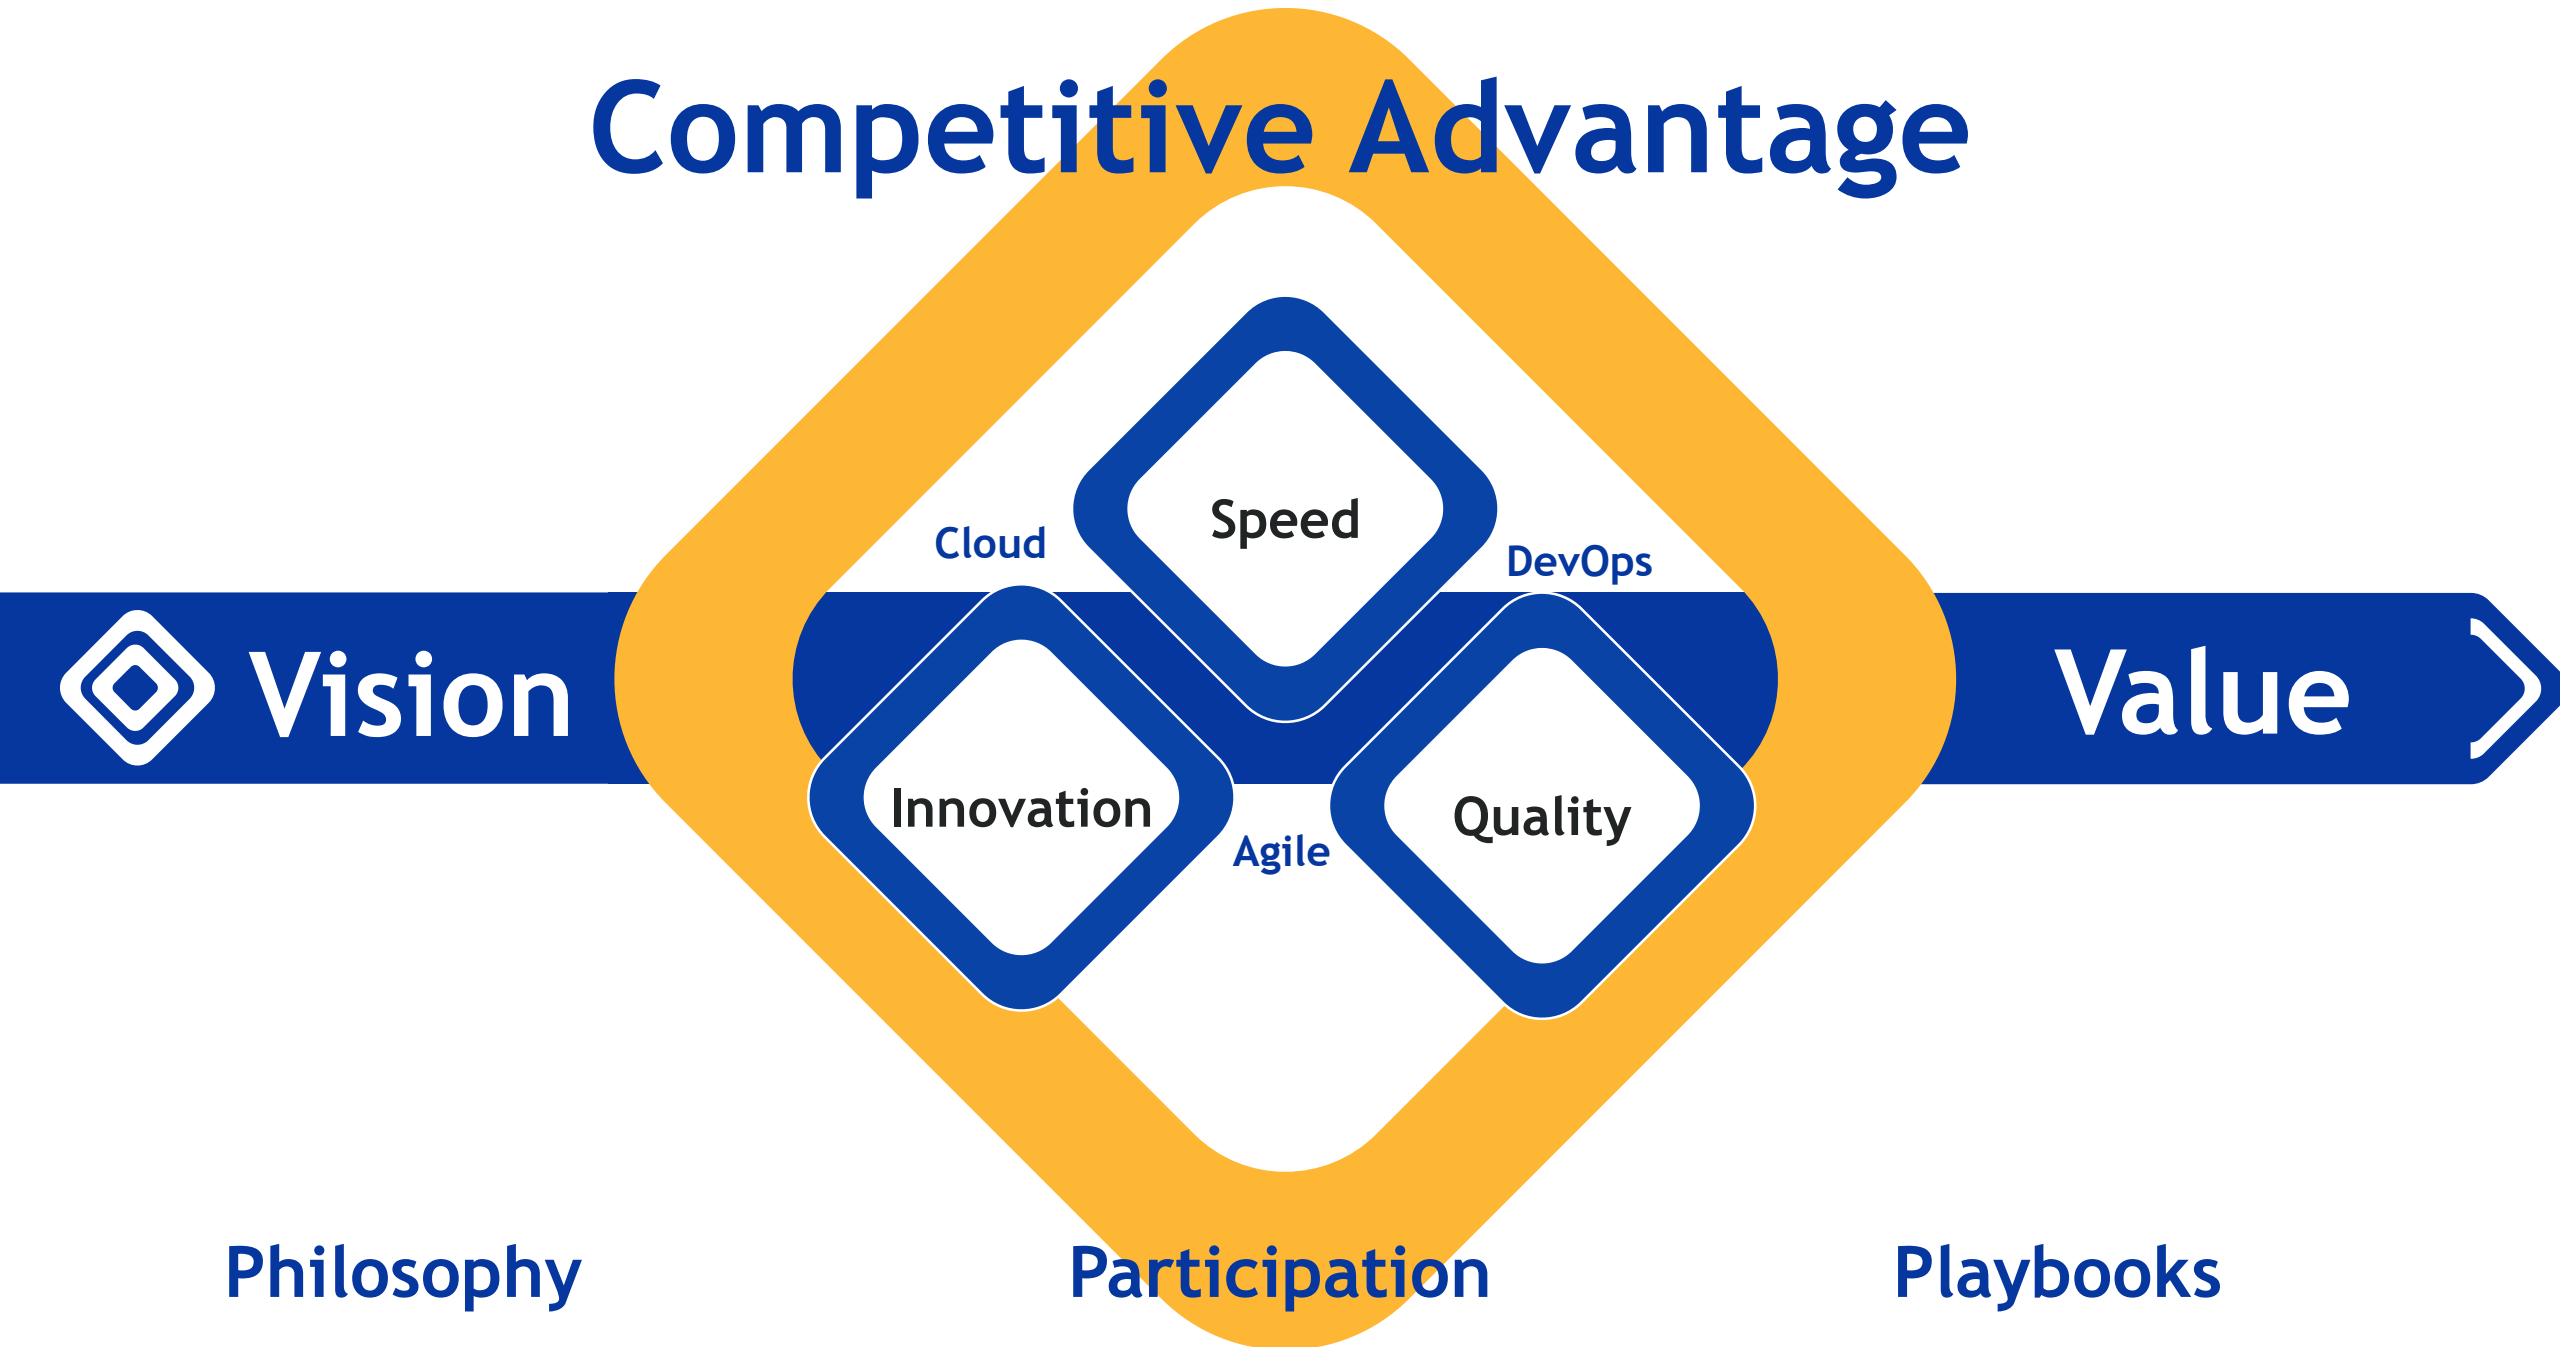 Competitive Advantage
Speed
Cloud
DevOps
Vision
Value
Innovation
Quality
Agile
Philosophy
Participation
Playbooks